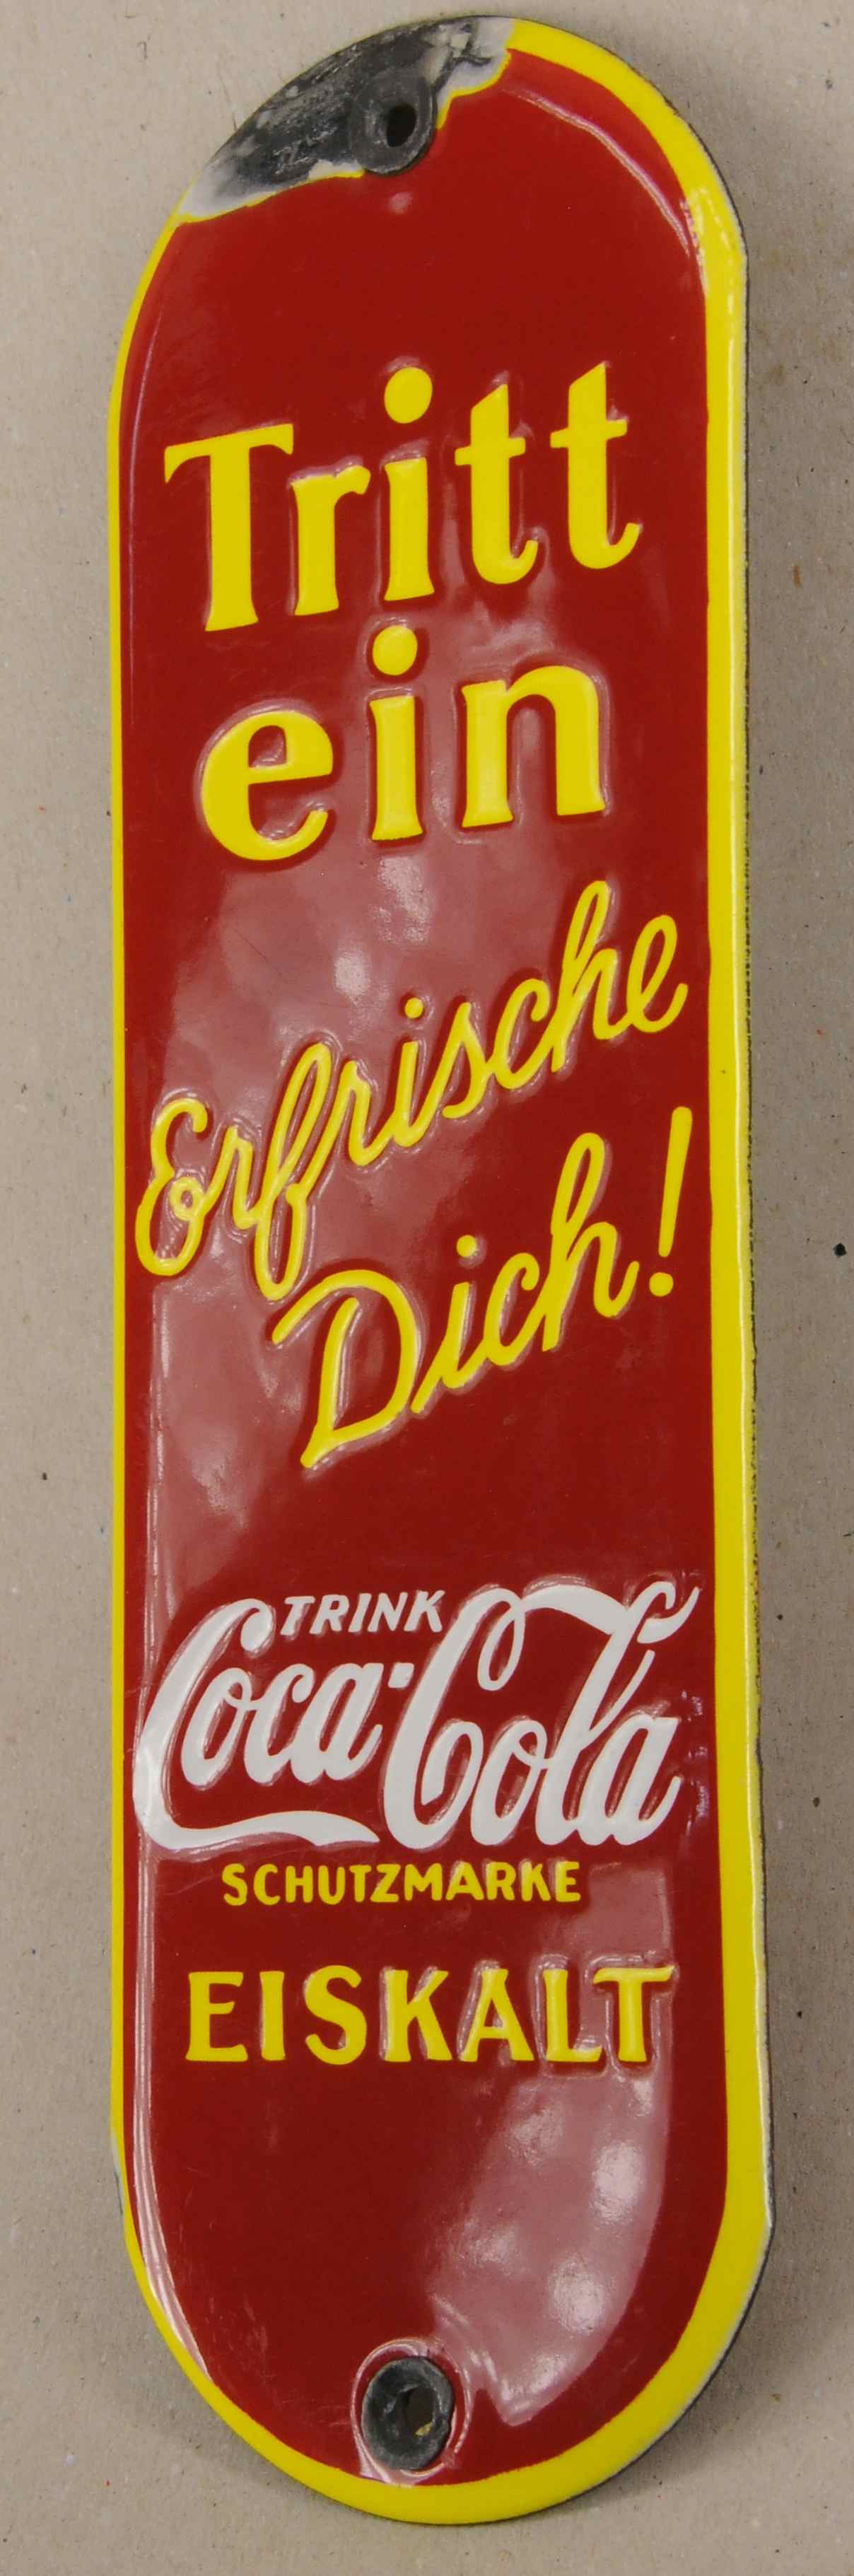 Tritt
ein
Erfrische
Dich!
TRINK
Coca-Cola
SCHUTZMARKE
EISKALT